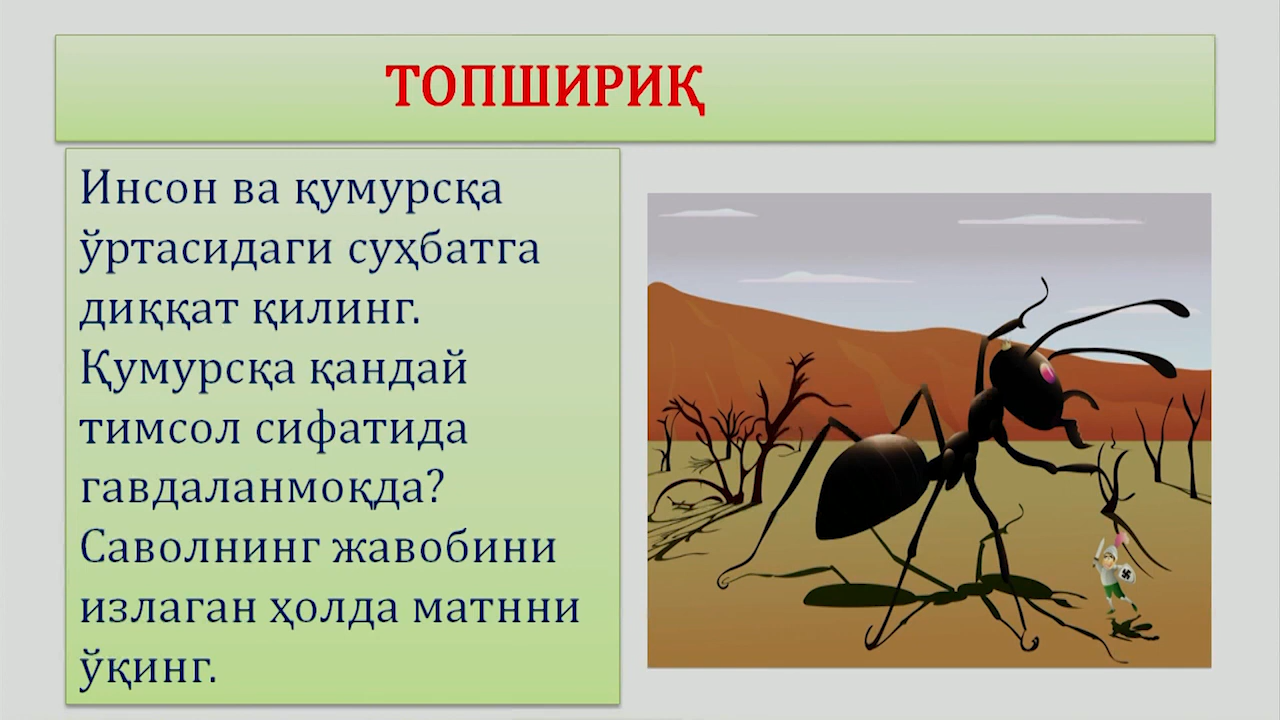 ТОПШИРИҚ
Инсон ва қумурсқа
ўртасидаги суҳбатга
диққат қилинг.
Қумурсқа қандай
тимсол сифатида
гавдаланмоқда?
Саволнинг жавобини
излаган ҳолда матнни
ўқинг.